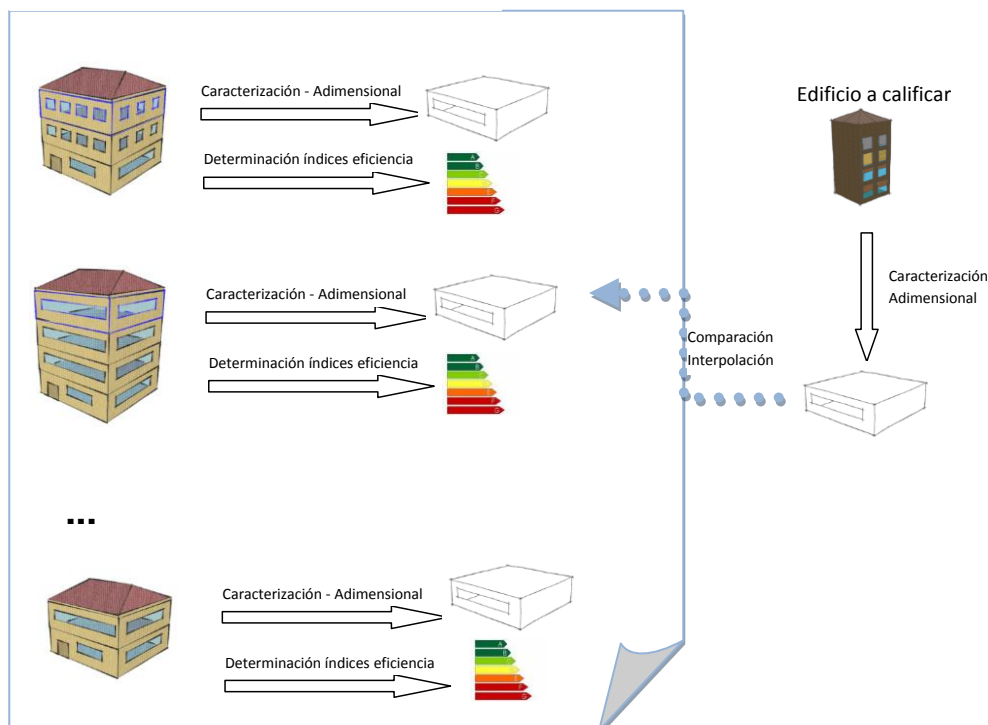 Caracterización - Adimensional
Determinación índices eficiencia
A
B
F
G
Edificio a calificar
Caracterización
Adimensional
Caracterización - Adimensional
Determinación índices eficiencia
A
B
F
G
Comparación
Interpolación
...
Caracterización - Adimensional
Determinación índices eficiencia
A
B
F
G